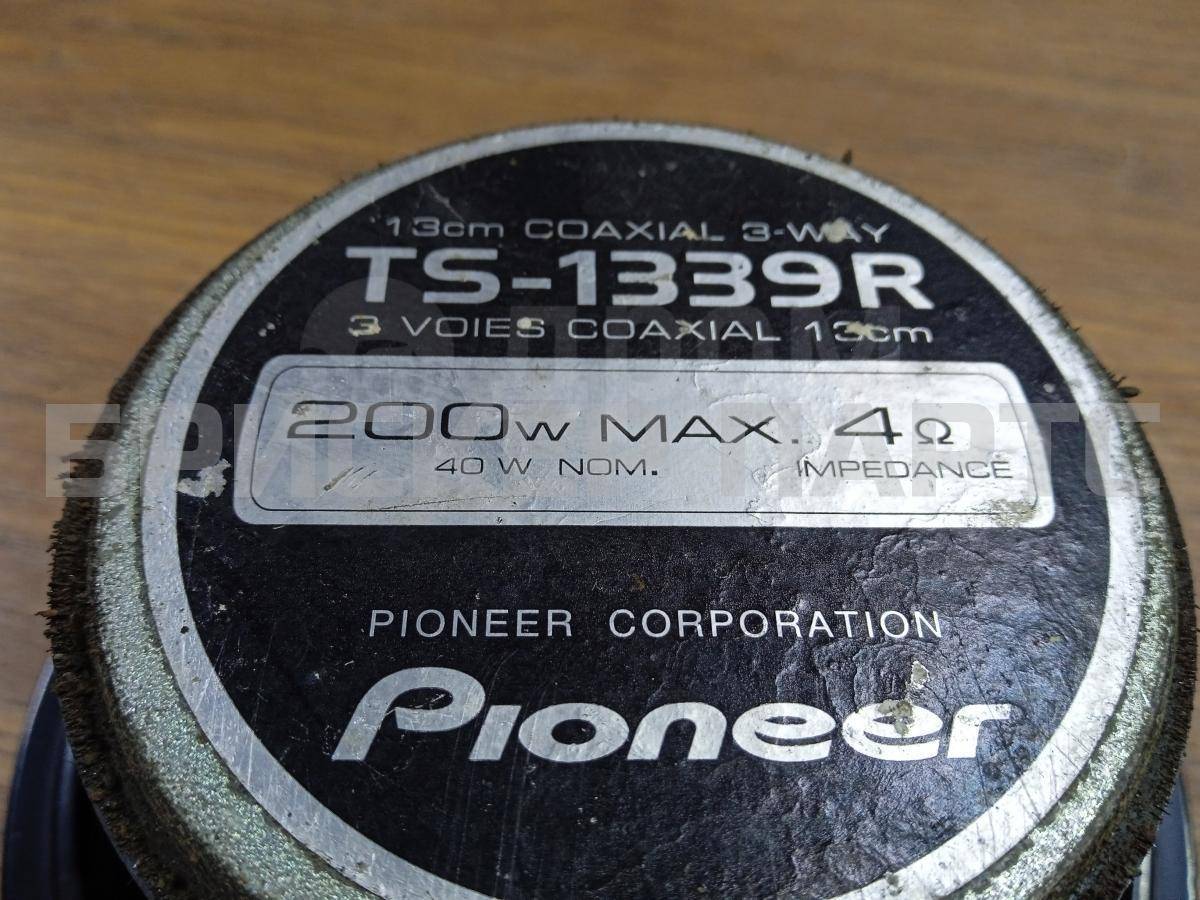 13cm COAXIAL 3-WAY
TS-1339R
3 VOIES COAXIAL 13cm
200W MAX. 4Ω
40 W NOM. IMPEDANCE
PIONEER CORPORATION
Pioneer